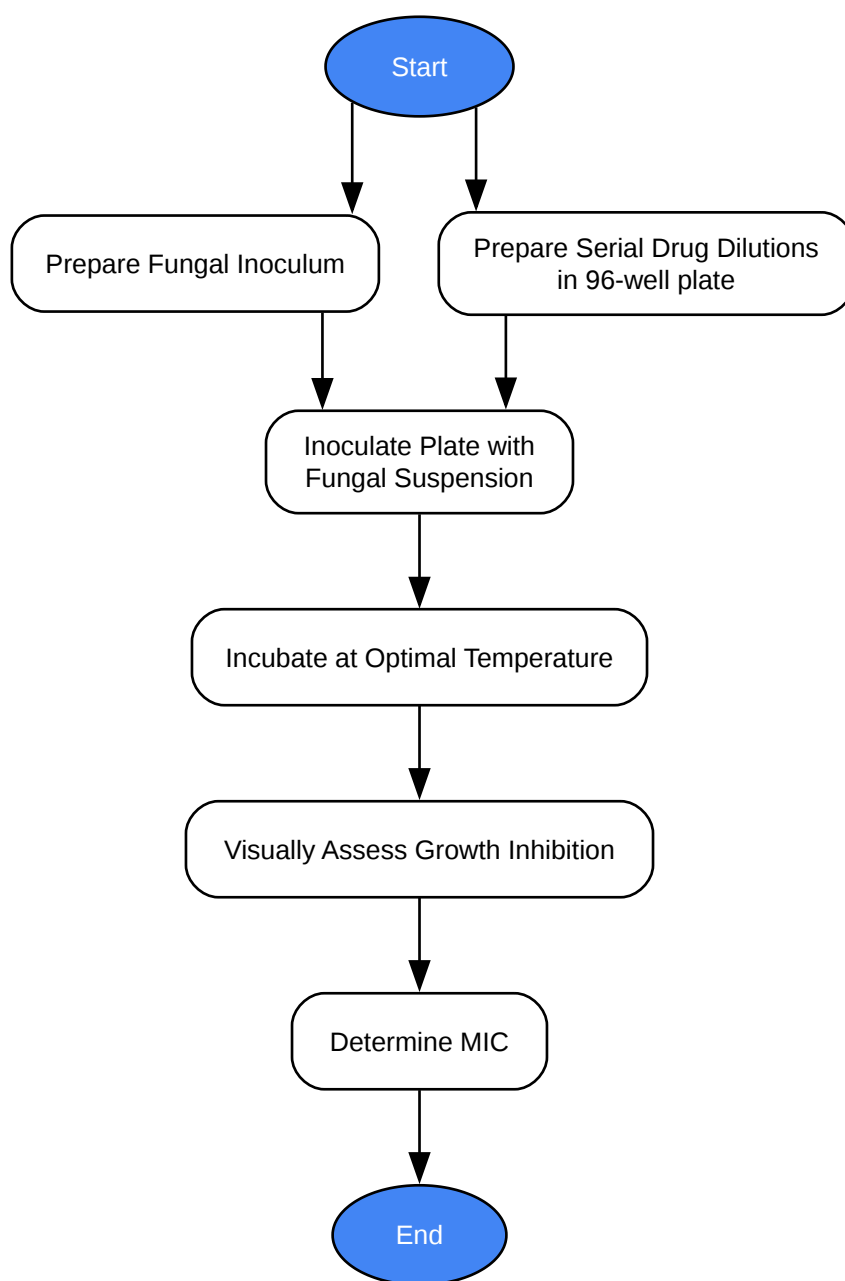 Start
Prepare Fungal Inoculum
Prepare Serial Drug Dilutions
in 96-well plate
Inoculate Plate with
Fungal Suspension
Incubate at Optimal Temperature
Visually Assess Growth Inhibition
Determine MIC
End